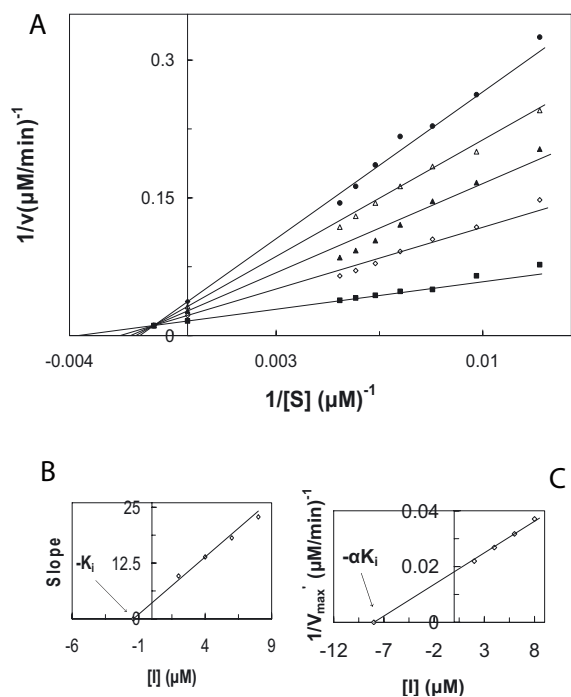 A
1/v(µM/min)⁻¹
0.3
0.15
0
-0.004
0.003
0.01
1/[S] (µM)⁻¹
B
Slope
25
12.5
0
-Kᵢ
-6
-1
4
9
[I] (µM)
C
1/Vmax' (µM/min)⁻¹
0.04
0.02
0
-αKᵢ
-12
-7
-2
3
8
[I] (µM)